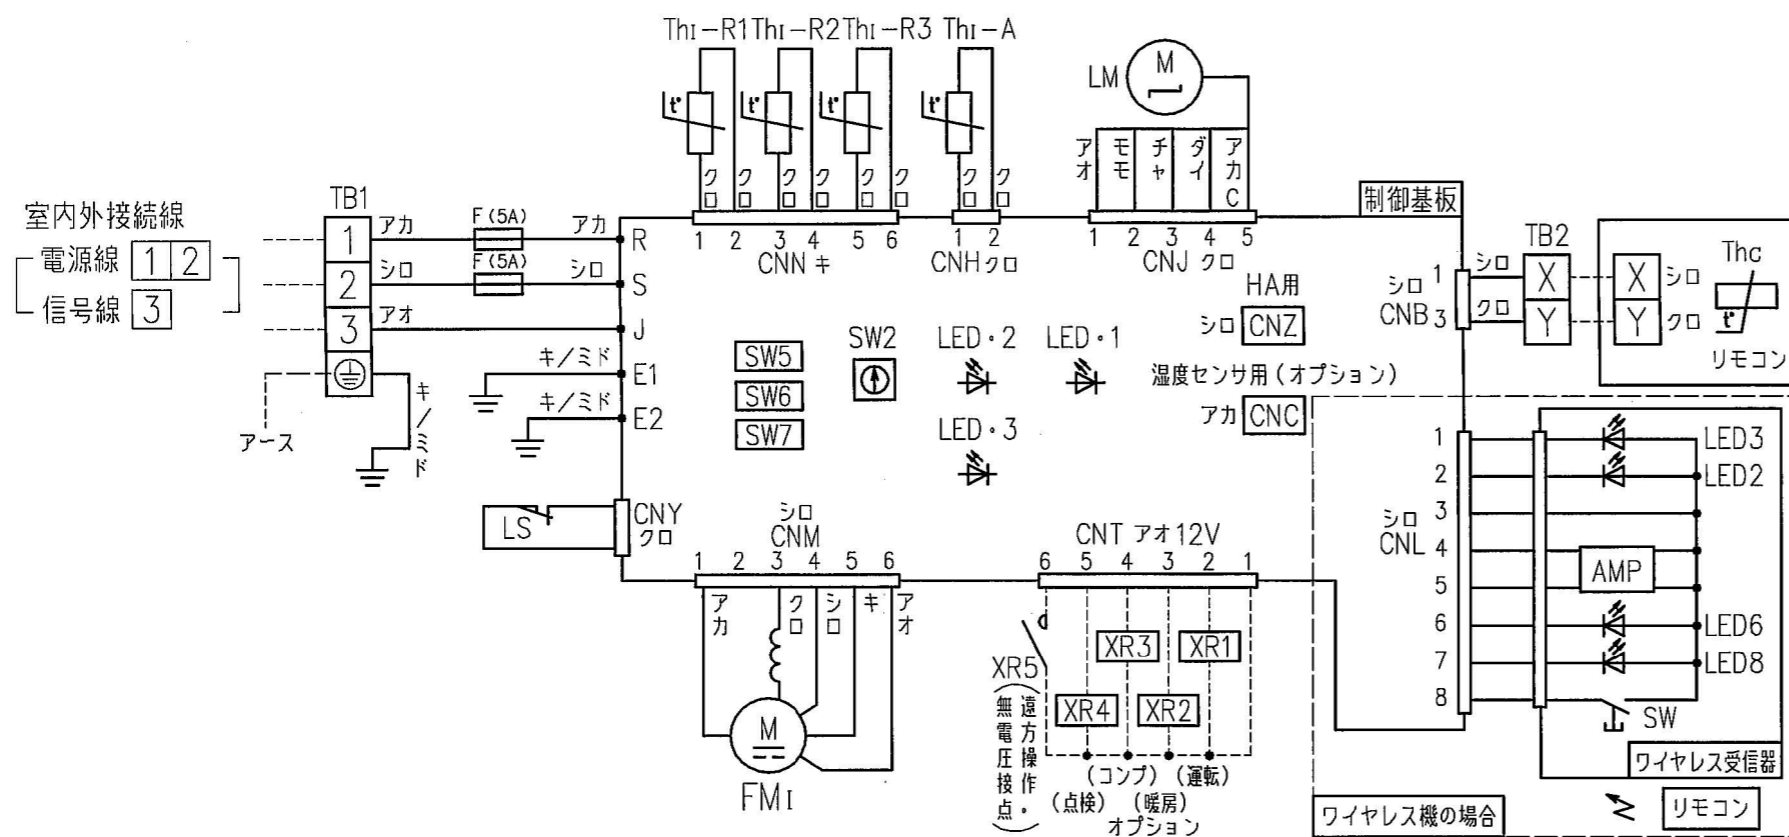 ThI-R1 ThI-R2 ThI-R3 ThI-A
LM M
t° t° t° t°
クロ クロ クロ クロ クロ
アオ モモ チャ ダイ アカ C
室内外接続線
電源線 1 2
信号線 3
TB1
1 アカ F(5A) アカ R
2 シロ F(5A) シロ S
3 アオ J
キ/ミド E1
キ/ミド E2
アース
キ/ミド
1 2 3 4 5 6
CNN キ
1 2
CNH クロ
1 2 3 4 5
CNJ クロ
制御基板
HA用
シロ CNZ
湿度センサ用(オプション)
アカ CNC
SW5
SW6
SW7
SW2
LED・2
LED・1
LED・3
シロ 1
CNB 3
シロ
クロ
TB2
X
Y
X シロ
Y クロ
Thc
t°
リモコン
LS
CNY
クロ
シロ
CNM
1 2 3 4 5 6
アカ クロ シロ キ アオ
M
FMI
CNT アオ 12V
6 5 4 3 2 1
XR5
XR3 XR1
XR4 XR2
(遠方操作・
無電圧接点)
(コンプ) (運転)
(点検) (暖房)
オプション
シロ
CNL
1
2
3
4
5
6
7
8
LED3
LED2
AMP
LED6
LED8
SW
ワイヤレス受信器
ワイヤレス機の場合
リモコン